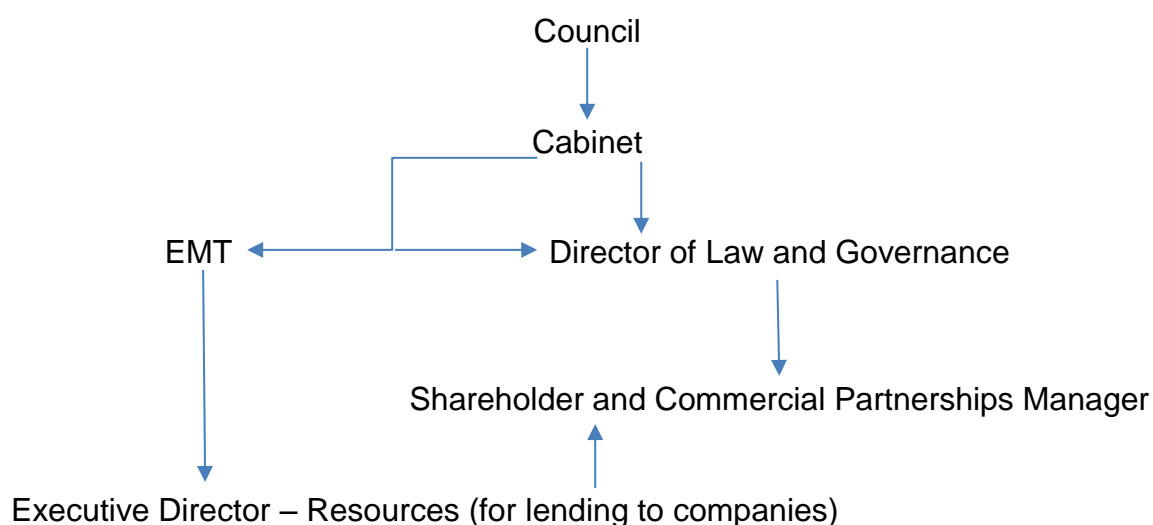 Council
Cabinet
EMT
Director of Law and Governance
Shareholder and Commercial Partnerships Manager
Executive Director – Resources (for lending to companies)